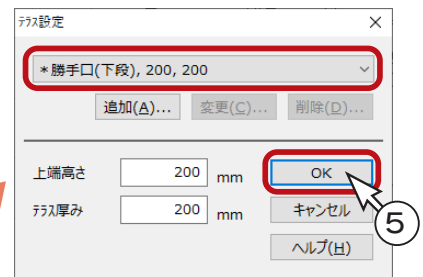 ﾃﾗｽ設定
＊勝手口(下段), 200, 200
追加(A)... 変更(C)... 削除(D)...
上端高さ 200 mm OK
ﾃﾗｽ厚み 200 mm キャンセル
⑤
ヘルプ(H)